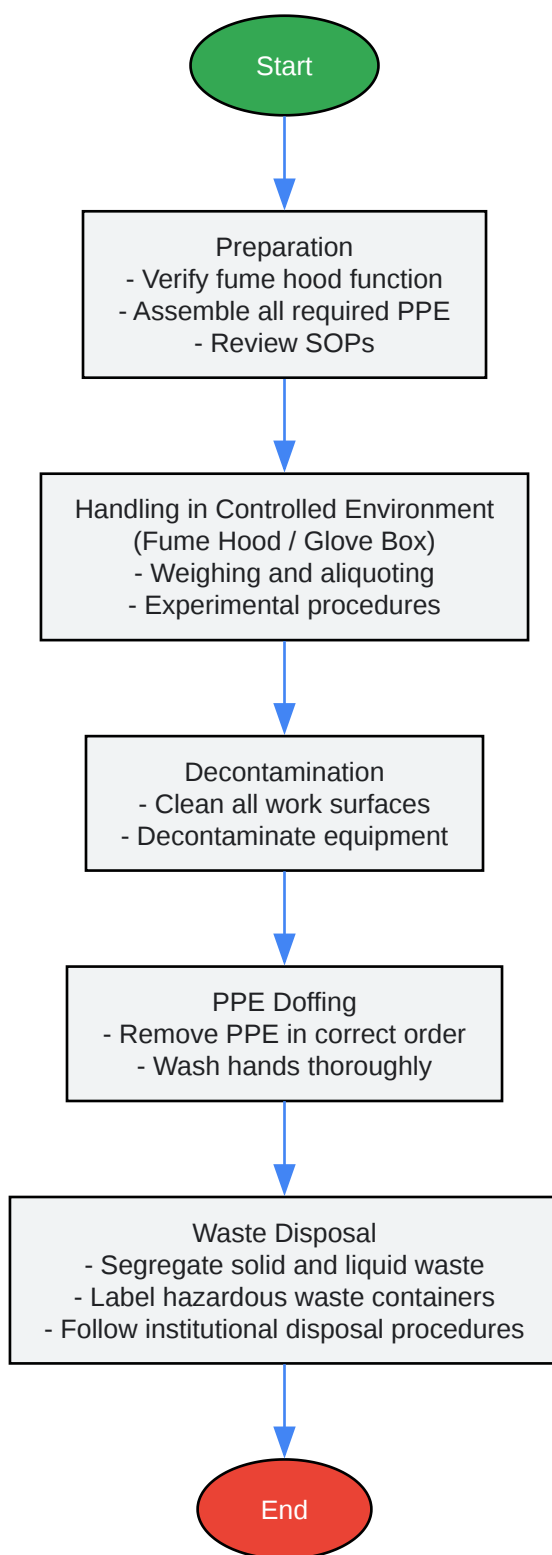 Start
Preparation
- Verify fume hood function
- Assemble all required PPE
- Review SOPs
Handling in Controlled Environment
(Fume Hood / Glove Box)
- Weighing and aliquoting
- Experimental procedures
Decontamination
- Clean all work surfaces
- Decontaminate equipment
PPE Doffing
- Remove PPE in correct order
- Wash hands thoroughly
Waste Disposal
- Segregate solid and liquid waste
- Label hazardous waste containers
- Follow institutional disposal procedures
End